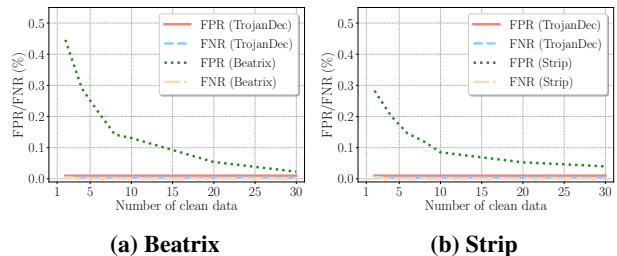 FPR/FNR (%)
0.5
0.4
0.3
0.2
0.1
0.0
FPR (TrojanDec)
FNR (TrojanDec)
FPR (Beatrix)
FNR (Beatrix)
1 5 10 15 20 25 30
Number of clean data
(a) Beatrix
FPR/FNR (%)
0.5
0.4
0.3
0.2
0.1
0.0
FPR (TrojanDec)
FNR (TrojanDec)
FPR (Strip)
FNR (Strip)
1 5 10 15 20 25 30
Number of clean data
(b) Strip